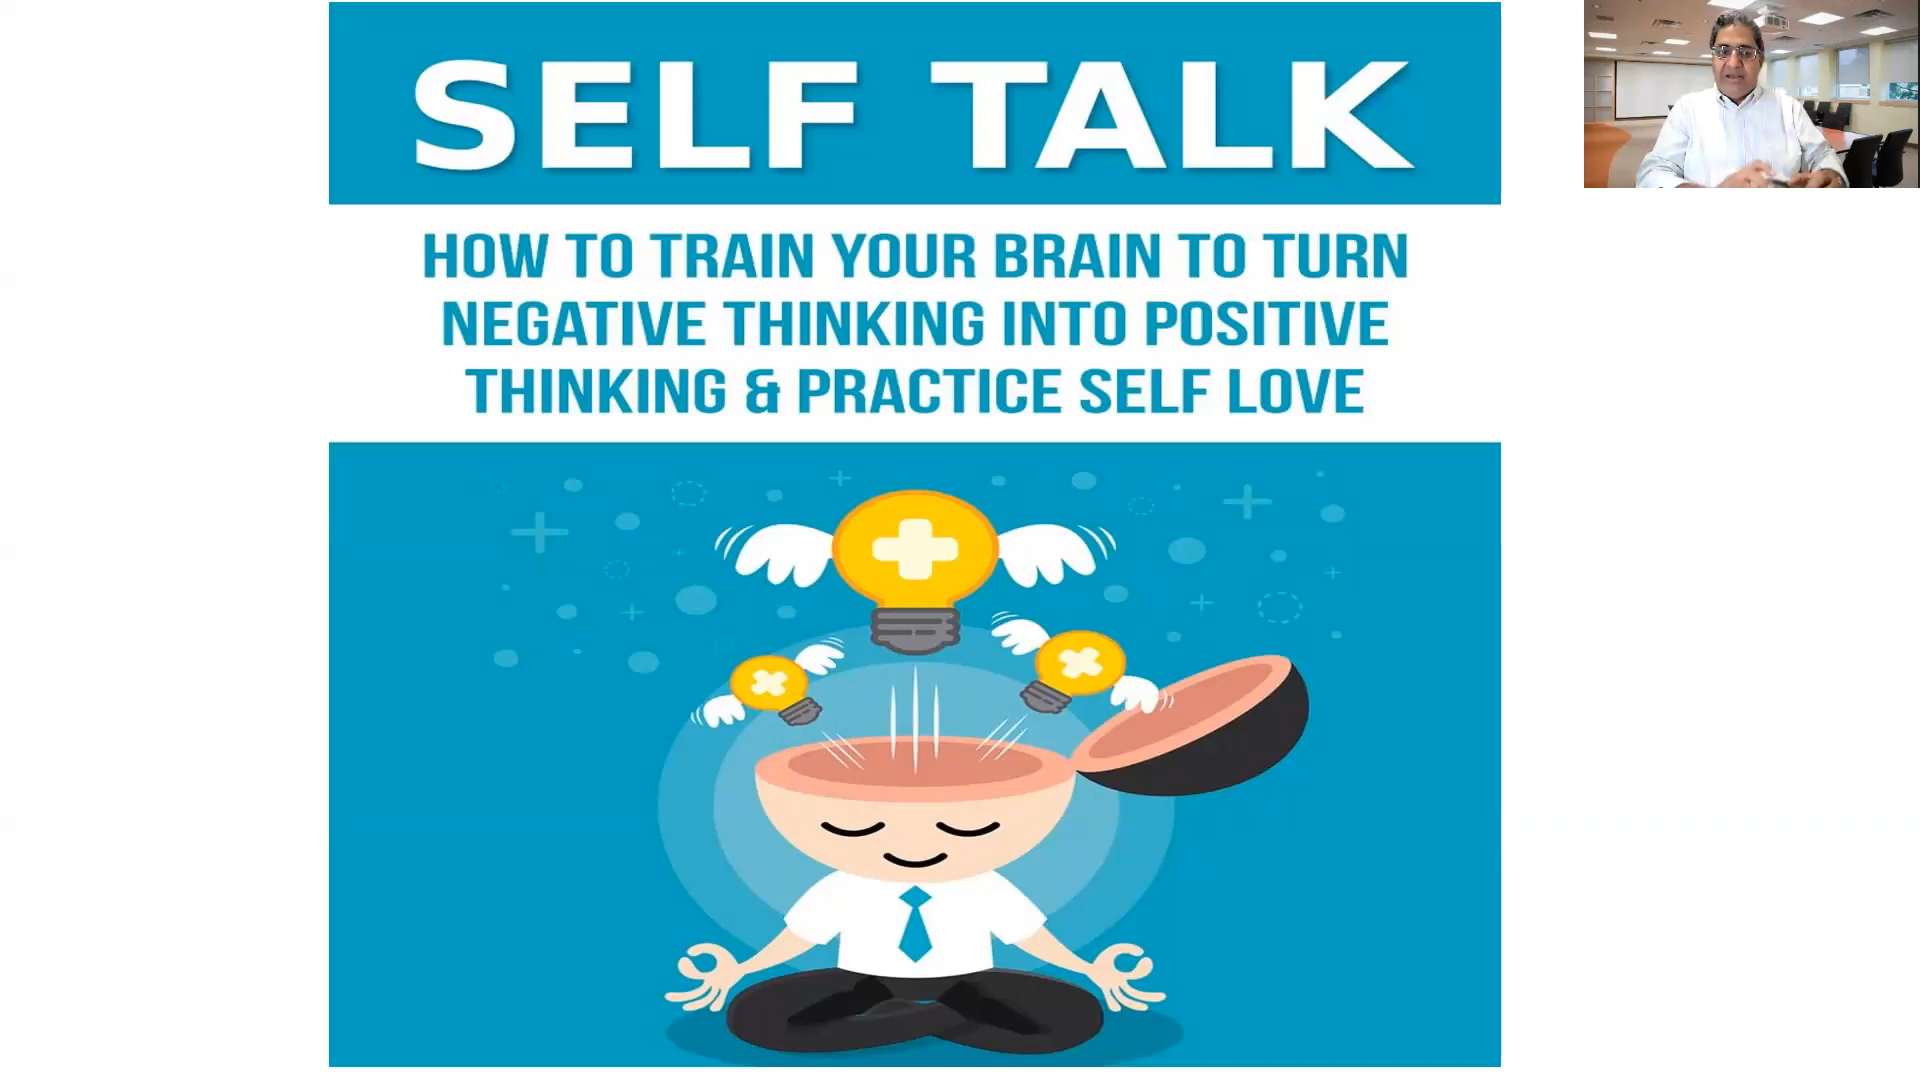 SELF TALK
HOW TO TRAIN YOUR BRAIN TO TURN
NEGATIVE THINKING INTO POSITIVE
THINKING & PRACTICE SELF LOVE